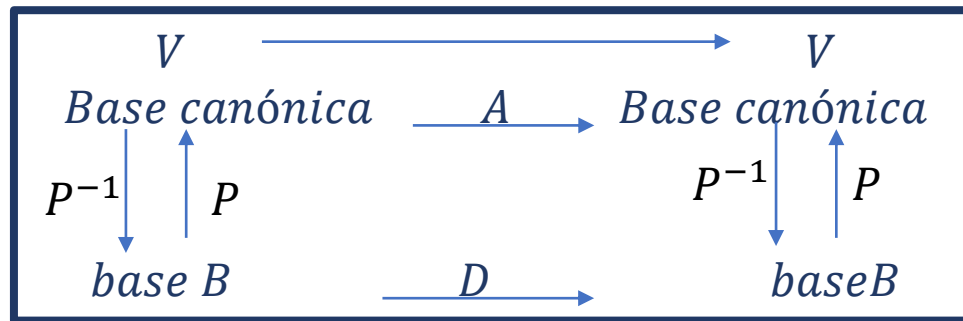 V V
Base canónica A Base canónica
P⁻¹ P P⁻¹ P
base B D baseB